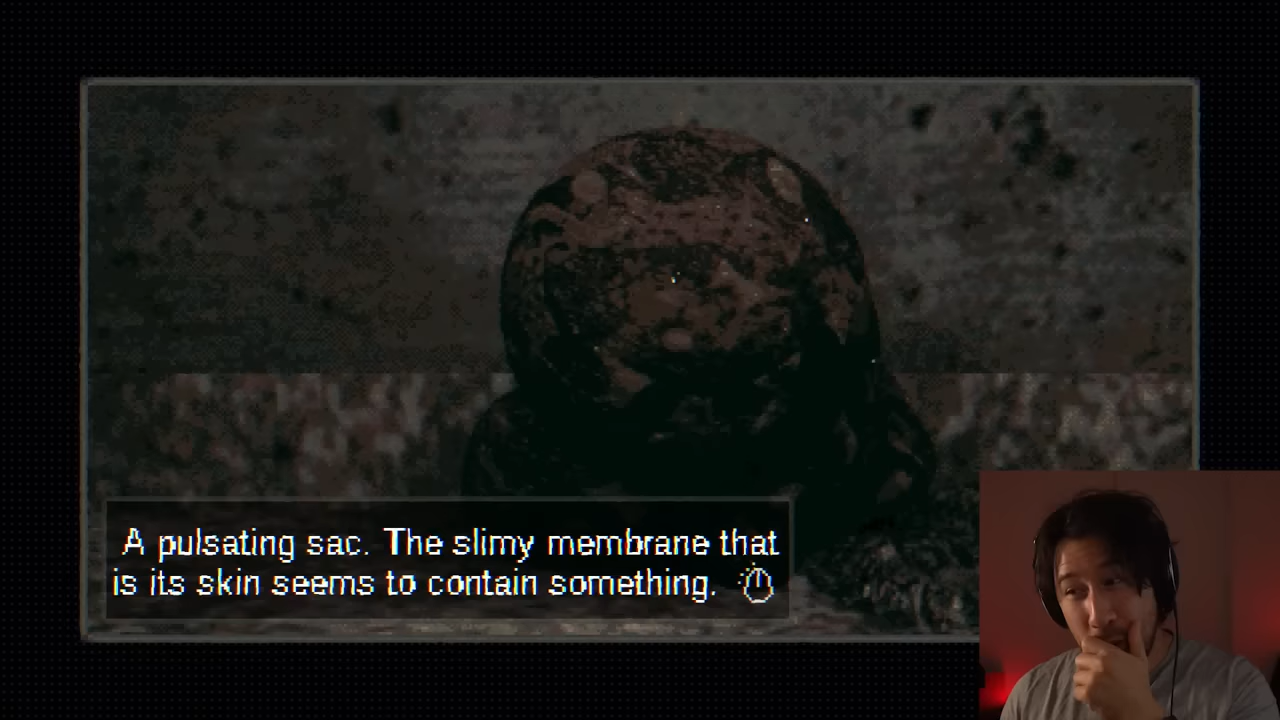 A pulsating sac. The slimy membrane that
is its skin seems to contain something.